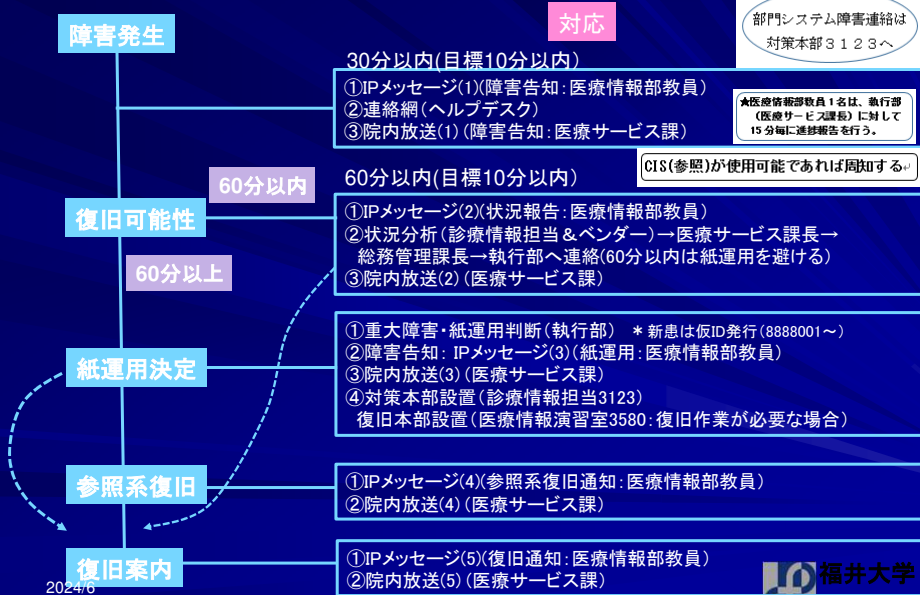 対応
部門システム障害連絡は
対策本部3123へ
障害発生
30分以内(目標10分以内)
①IPメッセージ(1)(障害告知:医療情報部教員)
②連絡網(ヘルプデスク)
③院内放送(1)(障害告知:医療サービス課)
★医療情報部教員1名は、執行部
(医療サービス課長)に対して
15分毎に進捗報告を行う。
CIS(参照)が使用可能であれば周知する
60分以内
60分以内(目標10分以内)
復旧可能性
①IPメッセージ(2)(状況報告:医療情報部教員)
②状況分析(診療情報担当&ベンダー)→医療サービス課長→
総務管理課長→執行部へ連絡(60分以内は紙運用を避ける)
③院内放送(2)(医療サービス課)
60分以上
紙運用決定
①重大障害・紙運用判断(執行部) *新患は仮ID発行(8888001~)
②障害告知: IPメッセージ(3)(紙運用:医療情報部教員)
③院内放送(3)(医療サービス課)
④対策本部設置(診療情報担当3123)
復旧本部設置(医療情報演習室3580:復旧作業が必要な場合)
参照系復旧
①IPメッセージ(4)(参照系復旧通知:医療情報部教員)
②院内放送(4)(医療サービス課)
復旧案内
①IPメッセージ(5)(復旧通知:医療情報部教員)
②院内放送(5)(医療サービス課)
2024/6
福井大学